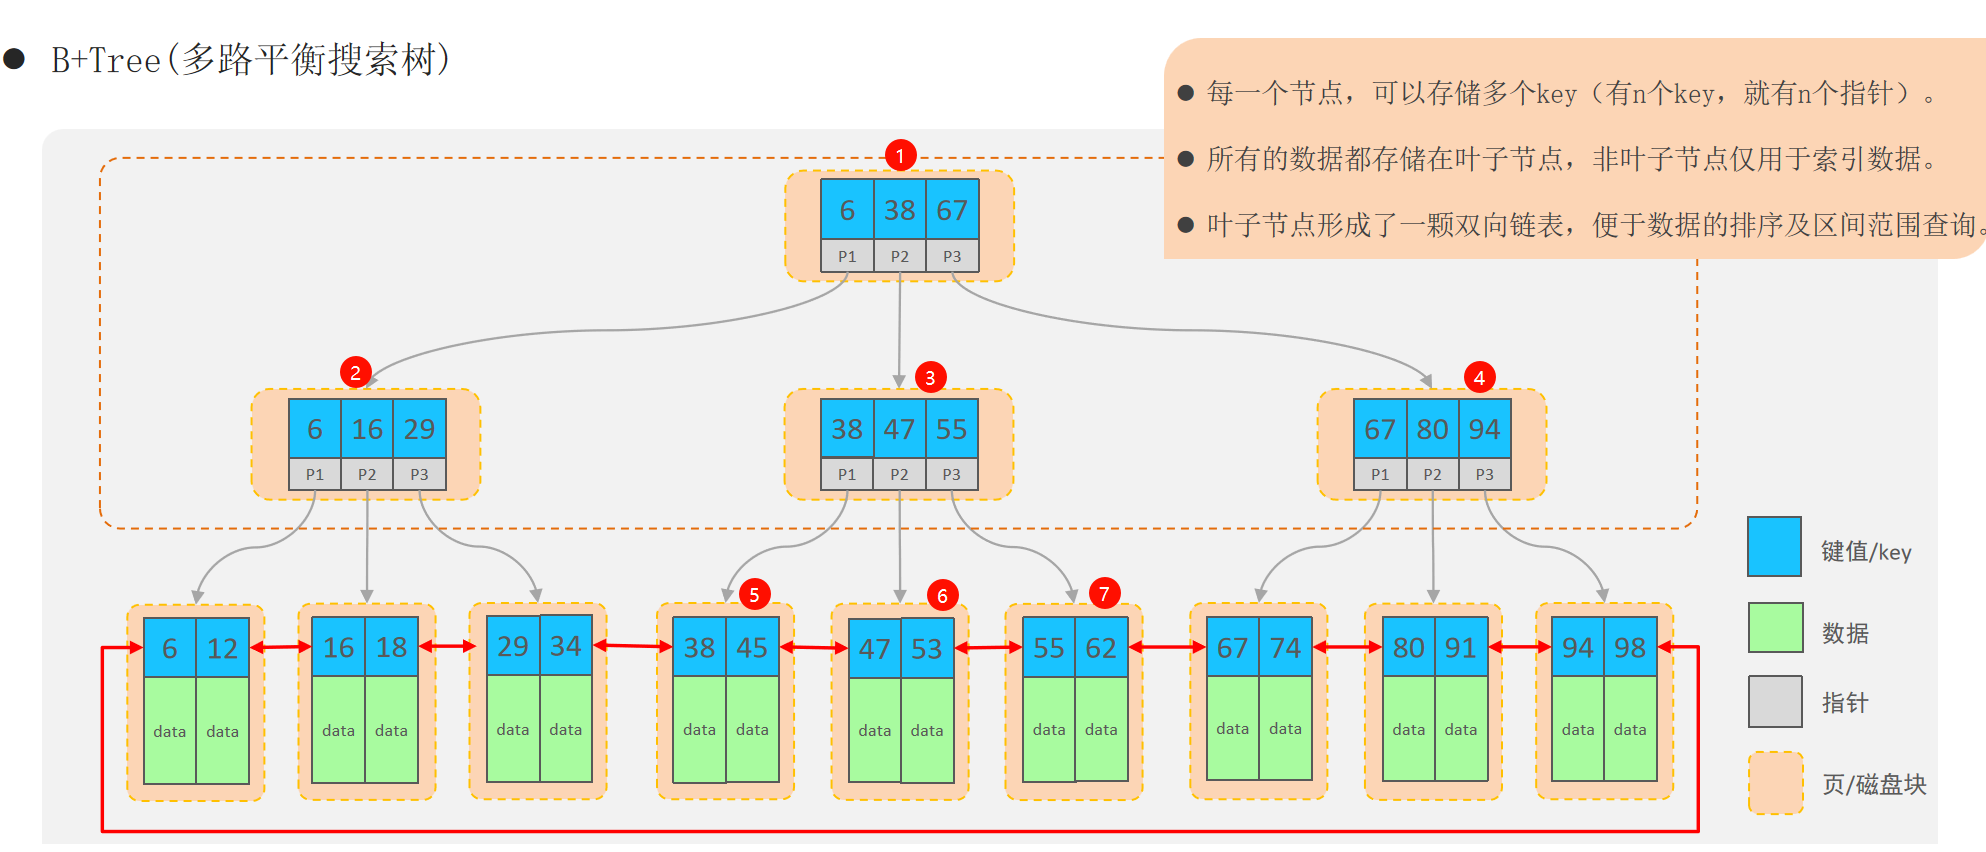 B+Tree(多路平衡搜索树)
每一个节点，可以存储多个key（有n个key，就有n个指针）。
所有的数据都存储在叶子节点，非叶子节点仅用于索引数据。
叶子节点形成了一颗双向链表，便于数据的排序及区间范围查询。
1
6 38 67
P1 P2 P3
2 3 4
6 16 29 38 47 55 67 80 94
P1 P2 P3 P1 P2 P3 P1 P2 P3
5 6 7
6 12 16 18 29 34 38 45 47 53 55 62 67 74 80 91 94 98
data data data data data data data data data data data data data data data data data data
键值/key
数据
指针
页/磁盘块